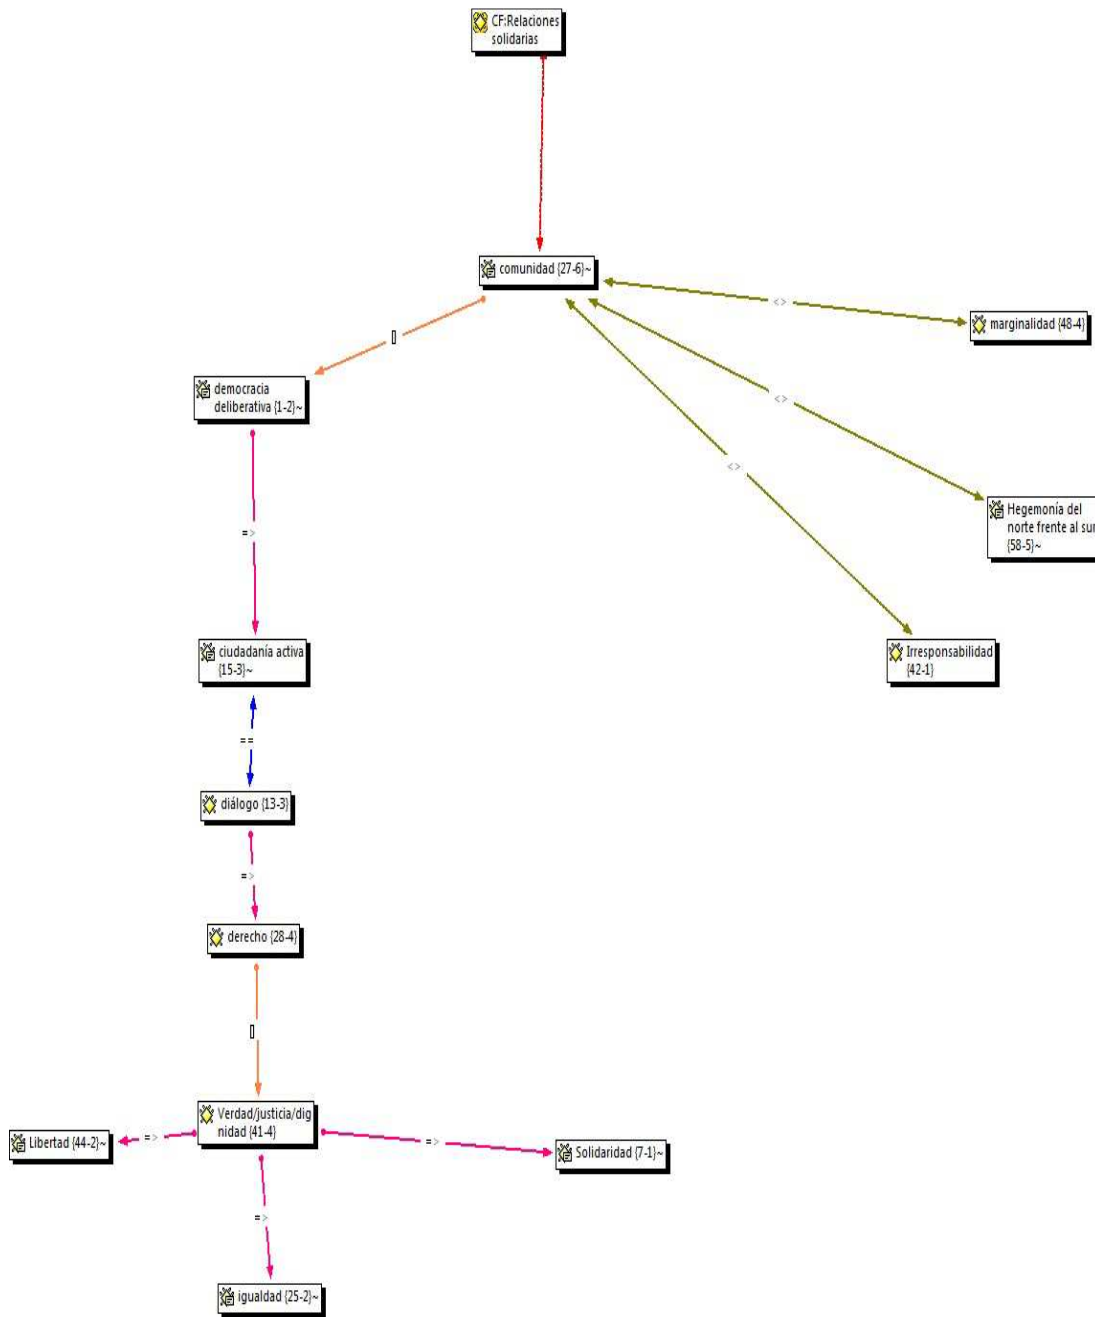 CF:Relaciones
solidarias
comunidad {27-6}~
<>
marginalidad {48-4}
[]
<>
democracia
deliberativa {1-2}~
<>
Hegemonía del
norte frente al sur
{58-5}~
=>
ciudadanía activa
{15-3}~
Irresponsabilidad
{42-1}
==
diálogo {13-3}
=>
derecho {28-4}
[]
Verdad/justicia/dig
nidad {41-4}
Libertad {44-2}~
=>
=>
Solidaridad {7-1}~
=>
igualdad {25-2}~